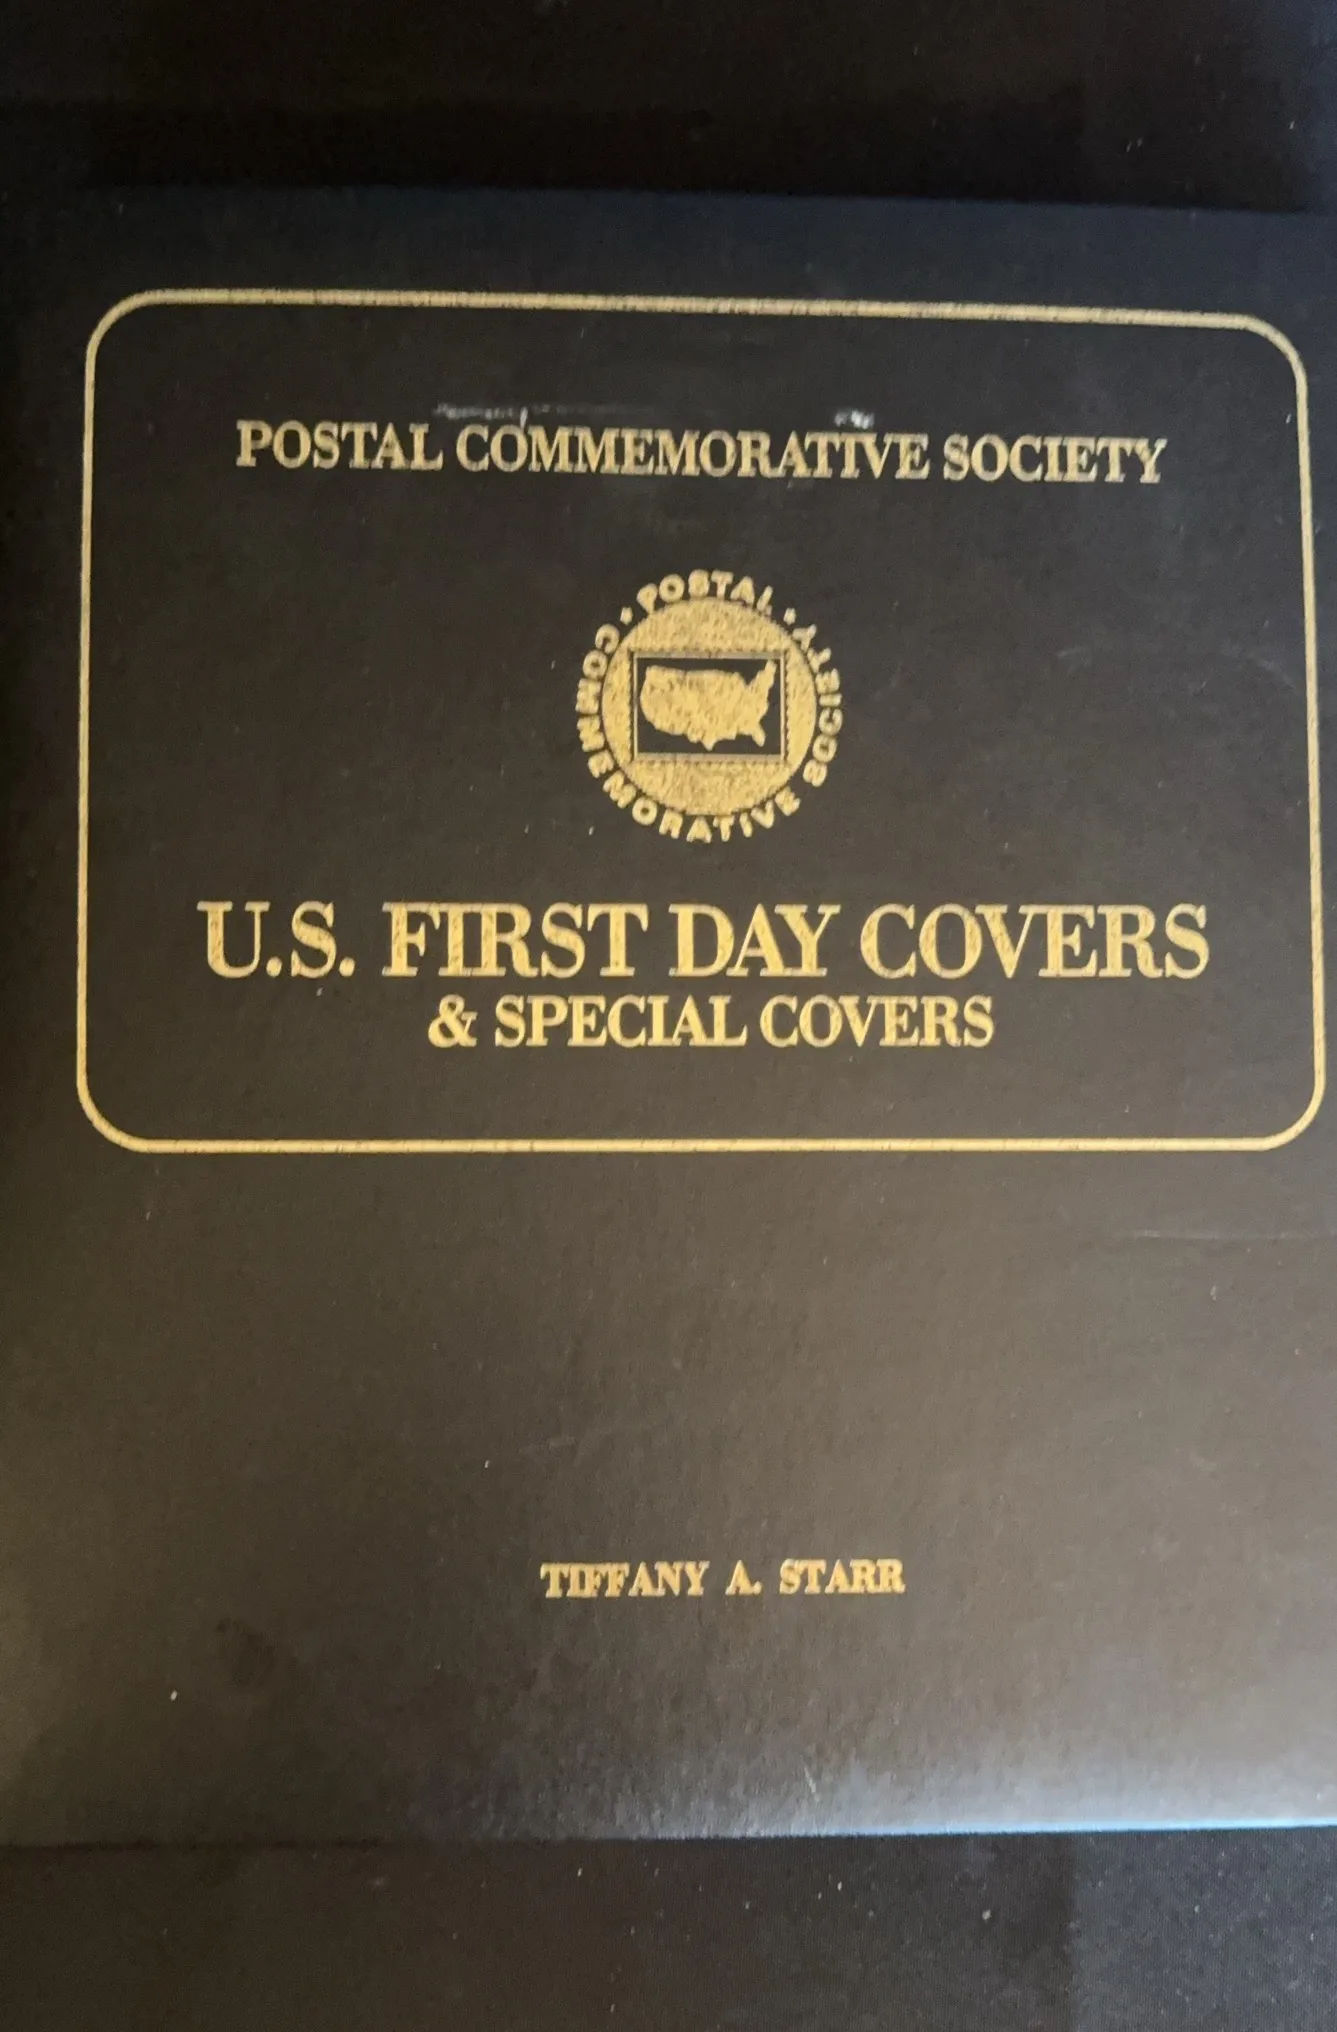 POSTAL COMMEMORATIVE SOCIETY
• POSTAL • COMMEMORATIVE SOCIETY
U.S. FIRST DAY COVERS
& SPECIAL COVERS
TIFFANY A. STARR